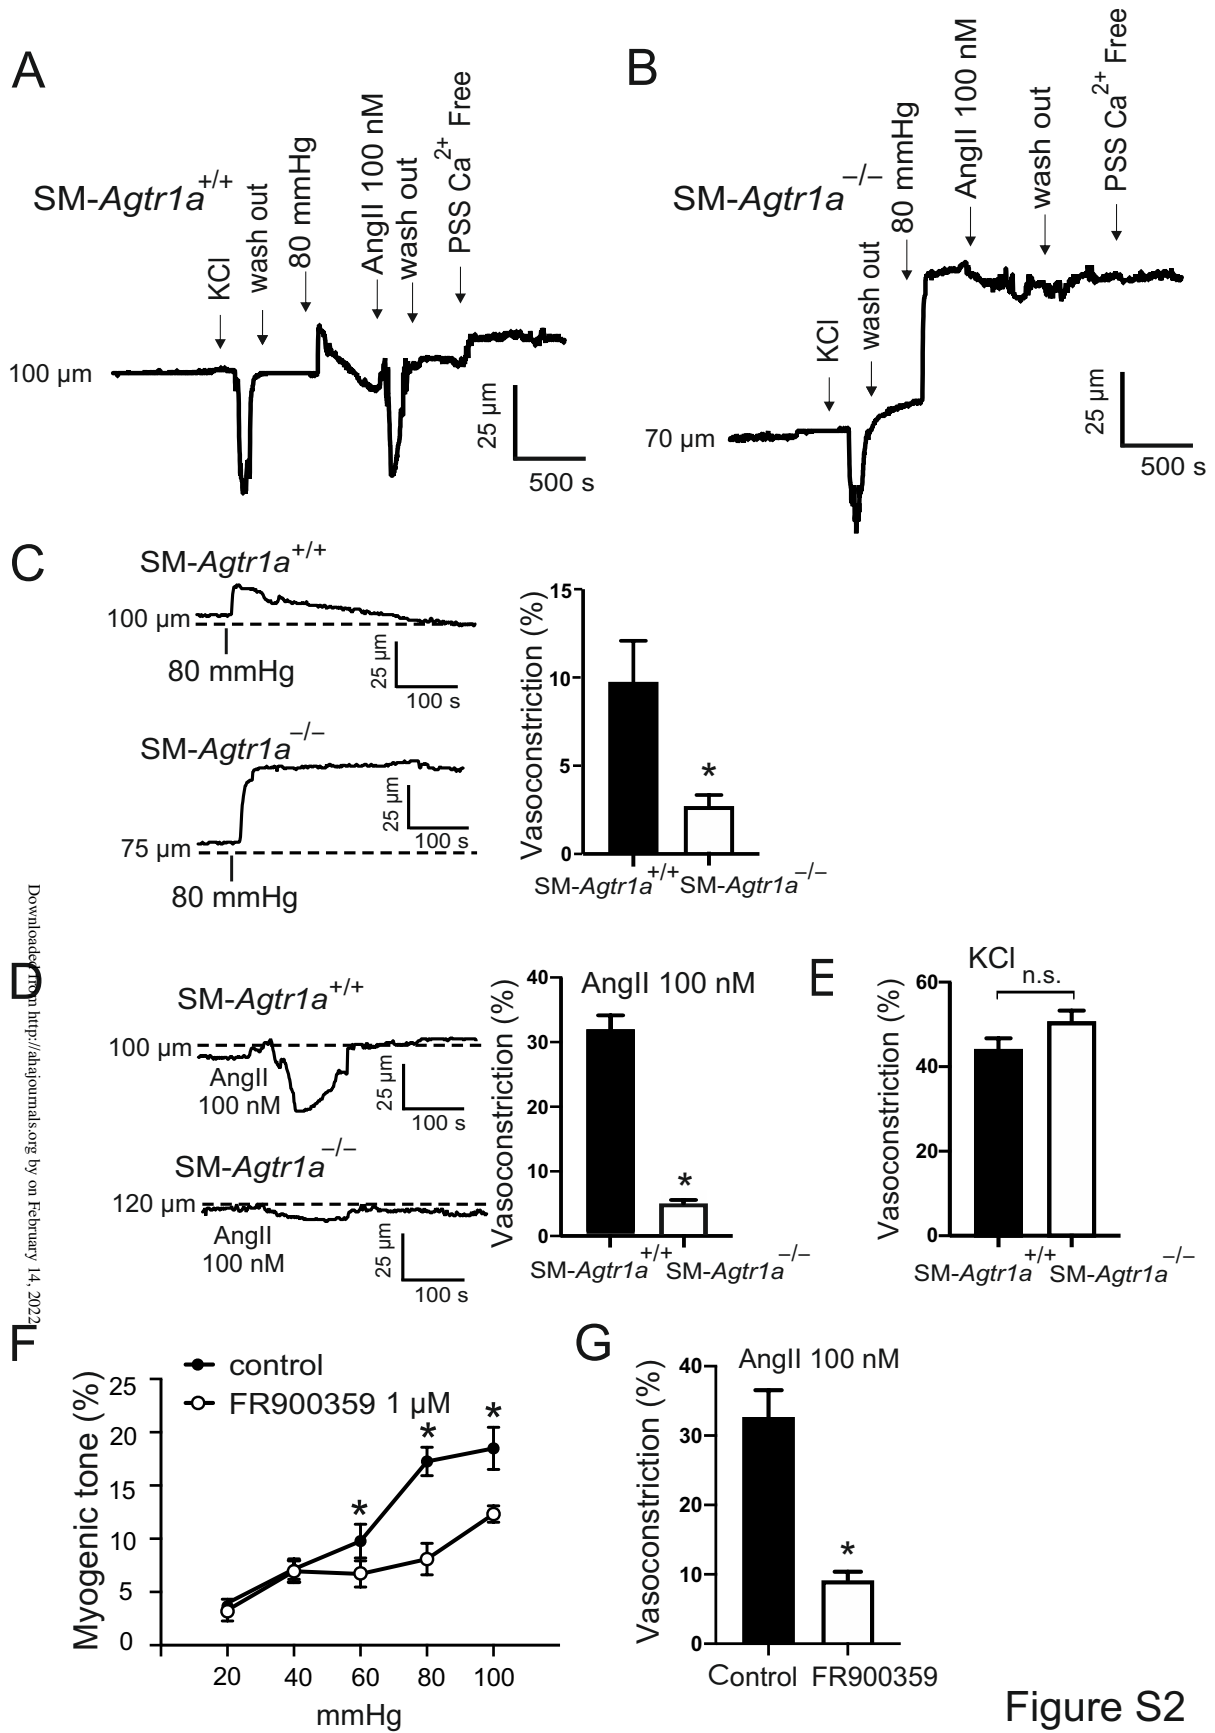 A
SM-Agtr1a+/+
KCl
wash out
80 mmHg
AngII 100 nM
wash out
PSS Ca2+ Free
100 µm
25 µm
500 s
B
SM-Agtr1a−/−
KCl
wash out
80 mmHg
AngII 100 nM
wash out
PSS Ca2+ Free
70 µm
25 µm
500 s
C
SM-Agtr1a+/+
100 µm
80 mmHg
25 µm
100 s
SM-Agtr1a−/−
75 µm
80 mmHg
25 µm
100 s
Vasoconstriction (%)
15
10
5
0
SM-Agtr1a+/+ SM-Agtr1a−/−
*
Downloaded from http://ahajournals.org by on February 14, 2022
D
SM-Agtr1a+/+
100 µm
AngII
100 nM
25 µm
100 s
SM-Agtr1a−/−
120 µm
AngII
100 nM
25 µm
100 s
AngII 100 nM
Vasoconstriction (%)
40
30
20
10
0
*
SM-Agtr1a+/+ SM-Agtr1a−/−
E
KCl
n.s.
Vasoconstriction (%)
60
40
20
0
SM-Agtr1a+/+ SM-Agtr1a−/−
F
control
FR900359 1 µM
Myogenic tone (%)
25
20
15
10
5
0
* * *
20 40 60 80 100
mmHg
G
AngII 100 nM
Vasoconstriction (%)
40
30
20
10
0
*
Control FR900359
Figure S2